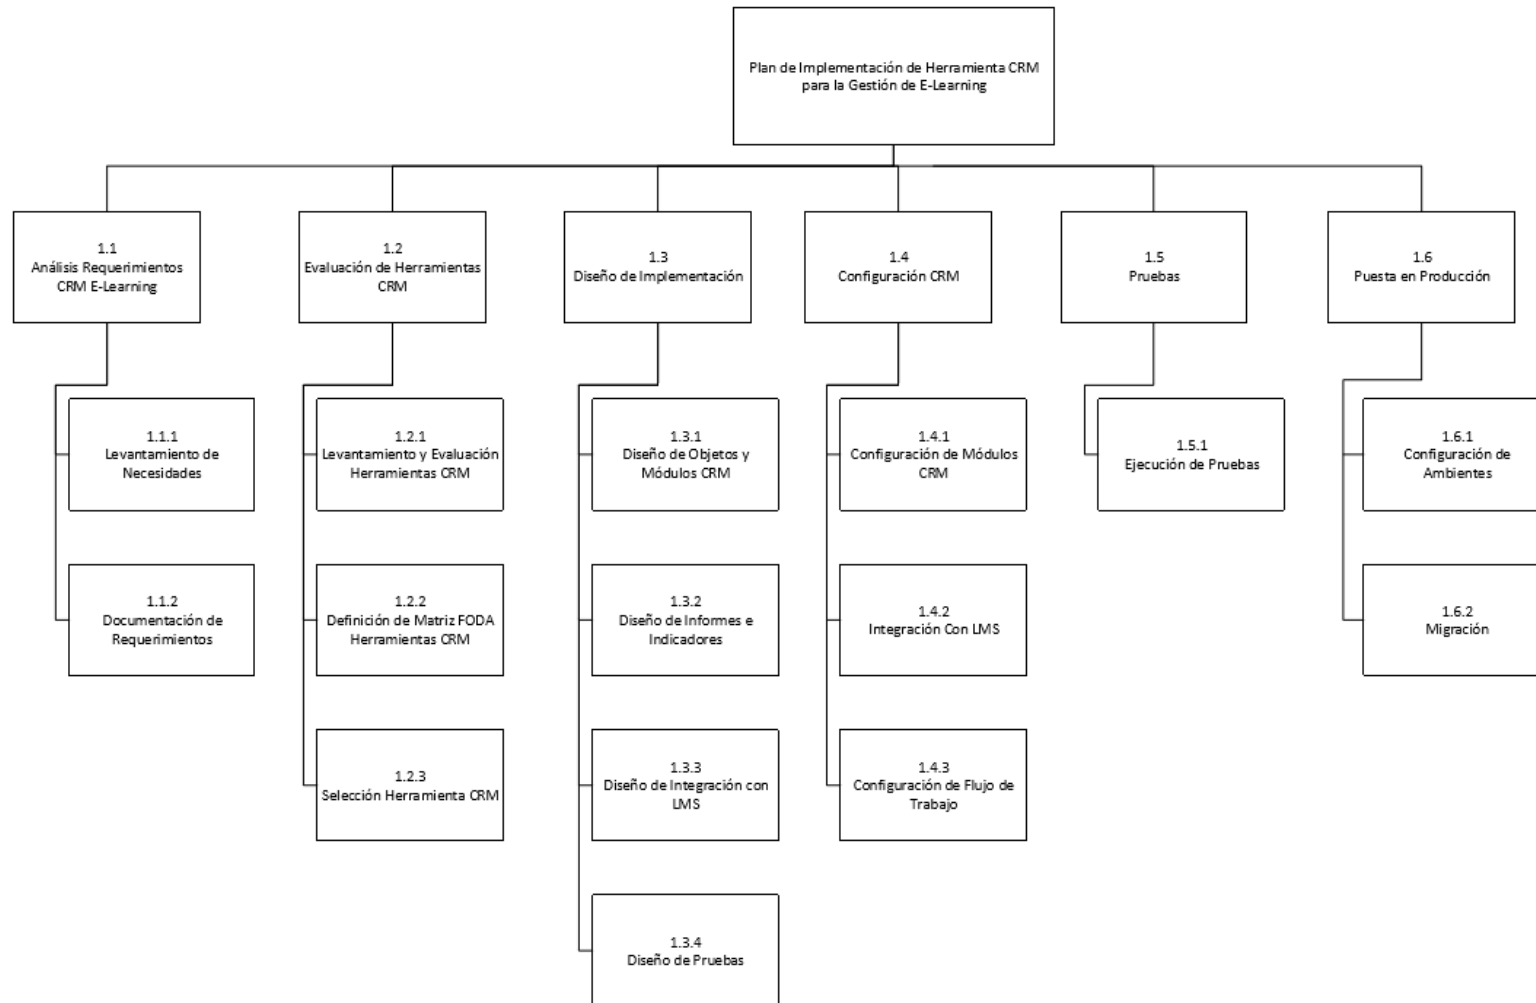 Plan de Implementación de Herramienta CRM
para la Gestión de E-Learning
1.1
Análisis Requerimientos
CRM E-Learning
1.2
Evaluación de Herramientas
CRM
1.3
Diseño de Implementación
1.4
Configuración CRM
1.5
Pruebas
1.6
Puesta en Producción
1.1.1
Levantamiento de
Necesidades
1.2.1
Levantamiento y Evaluación
Herramientas CRM
1.3.1
Diseño de Objetos y
Módulos CRM
1.4.1
Configuración de Módulos
CRM
1.5.1
Ejecución de Pruebas
1.6.1
Configuración de
Ambientes
1.1.2
Documentación de
Requerimientos
1.2.2
Definición de Matriz FODA
Herramientas CRM
1.3.2
Diseño de Informes e
Indicadores
1.4.2
Integración Con LMS
1.6.2
Migración
1.2.3
Selección Herramienta CRM
1.3.3
Diseño de Integración con
LMS
1.4.3
Configuración de Flujo de
Trabajo
1.3.4
Diseño de Pruebas